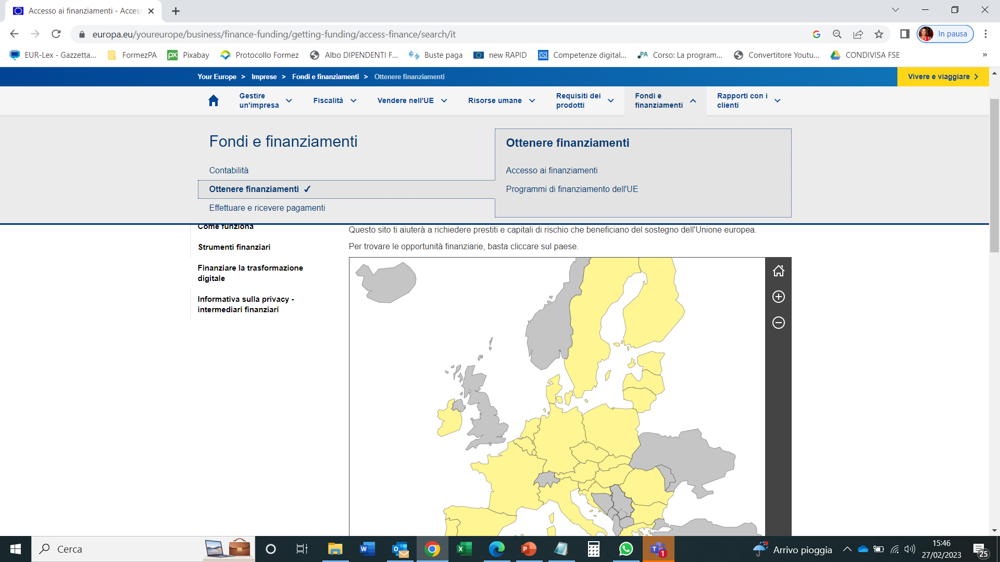 Accesso ai finanziamenti - Acces
europa.eu/youreurope/business/finance-funding/getting-funding/access-finance/search/it
In pausa
EUR-Lex - Gazzetta...
FormezPA
Pixabay
Protocollo Formez
Albo DIPENDENTI F...
Buste paga
new RAPID
Competenze digital...
Corso: La program...
Convertitore Youtu...
CONDIVISA FSE
»
Your Europe > Imprese > Fondi e finanziamenti > Ottenere finanziamenti
Vivere e viaggiare
Gestire
un'impresa
Fiscalità
Vendere nell'UE
Risorse umane
Requisiti dei
prodotti
Fondi e
finanziamenti
Rapporti con i
clienti
Fondi e finanziamenti
Contabilità
Ottenere finanziamenti ✓
Effettuare e ricevere pagamenti
Ottenere finanziamenti
Accesso ai finanziamenti
Programmi di finanziamento dell'UE
Come funziona
Strumenti finanziari
Finanziare la trasformazione
digitale
Informativa sulla privacy -
intermediari finanziari
Questo sito ti aiuterà a richiedere prestiti e capitali di rischio che beneficiano del sostegno dell'Unione europea.
Per trovare le opportunità finanziarie, basta cliccare sul paese.
Cerca
1
Arrivo pioggia
15:46
27/02/2023
25